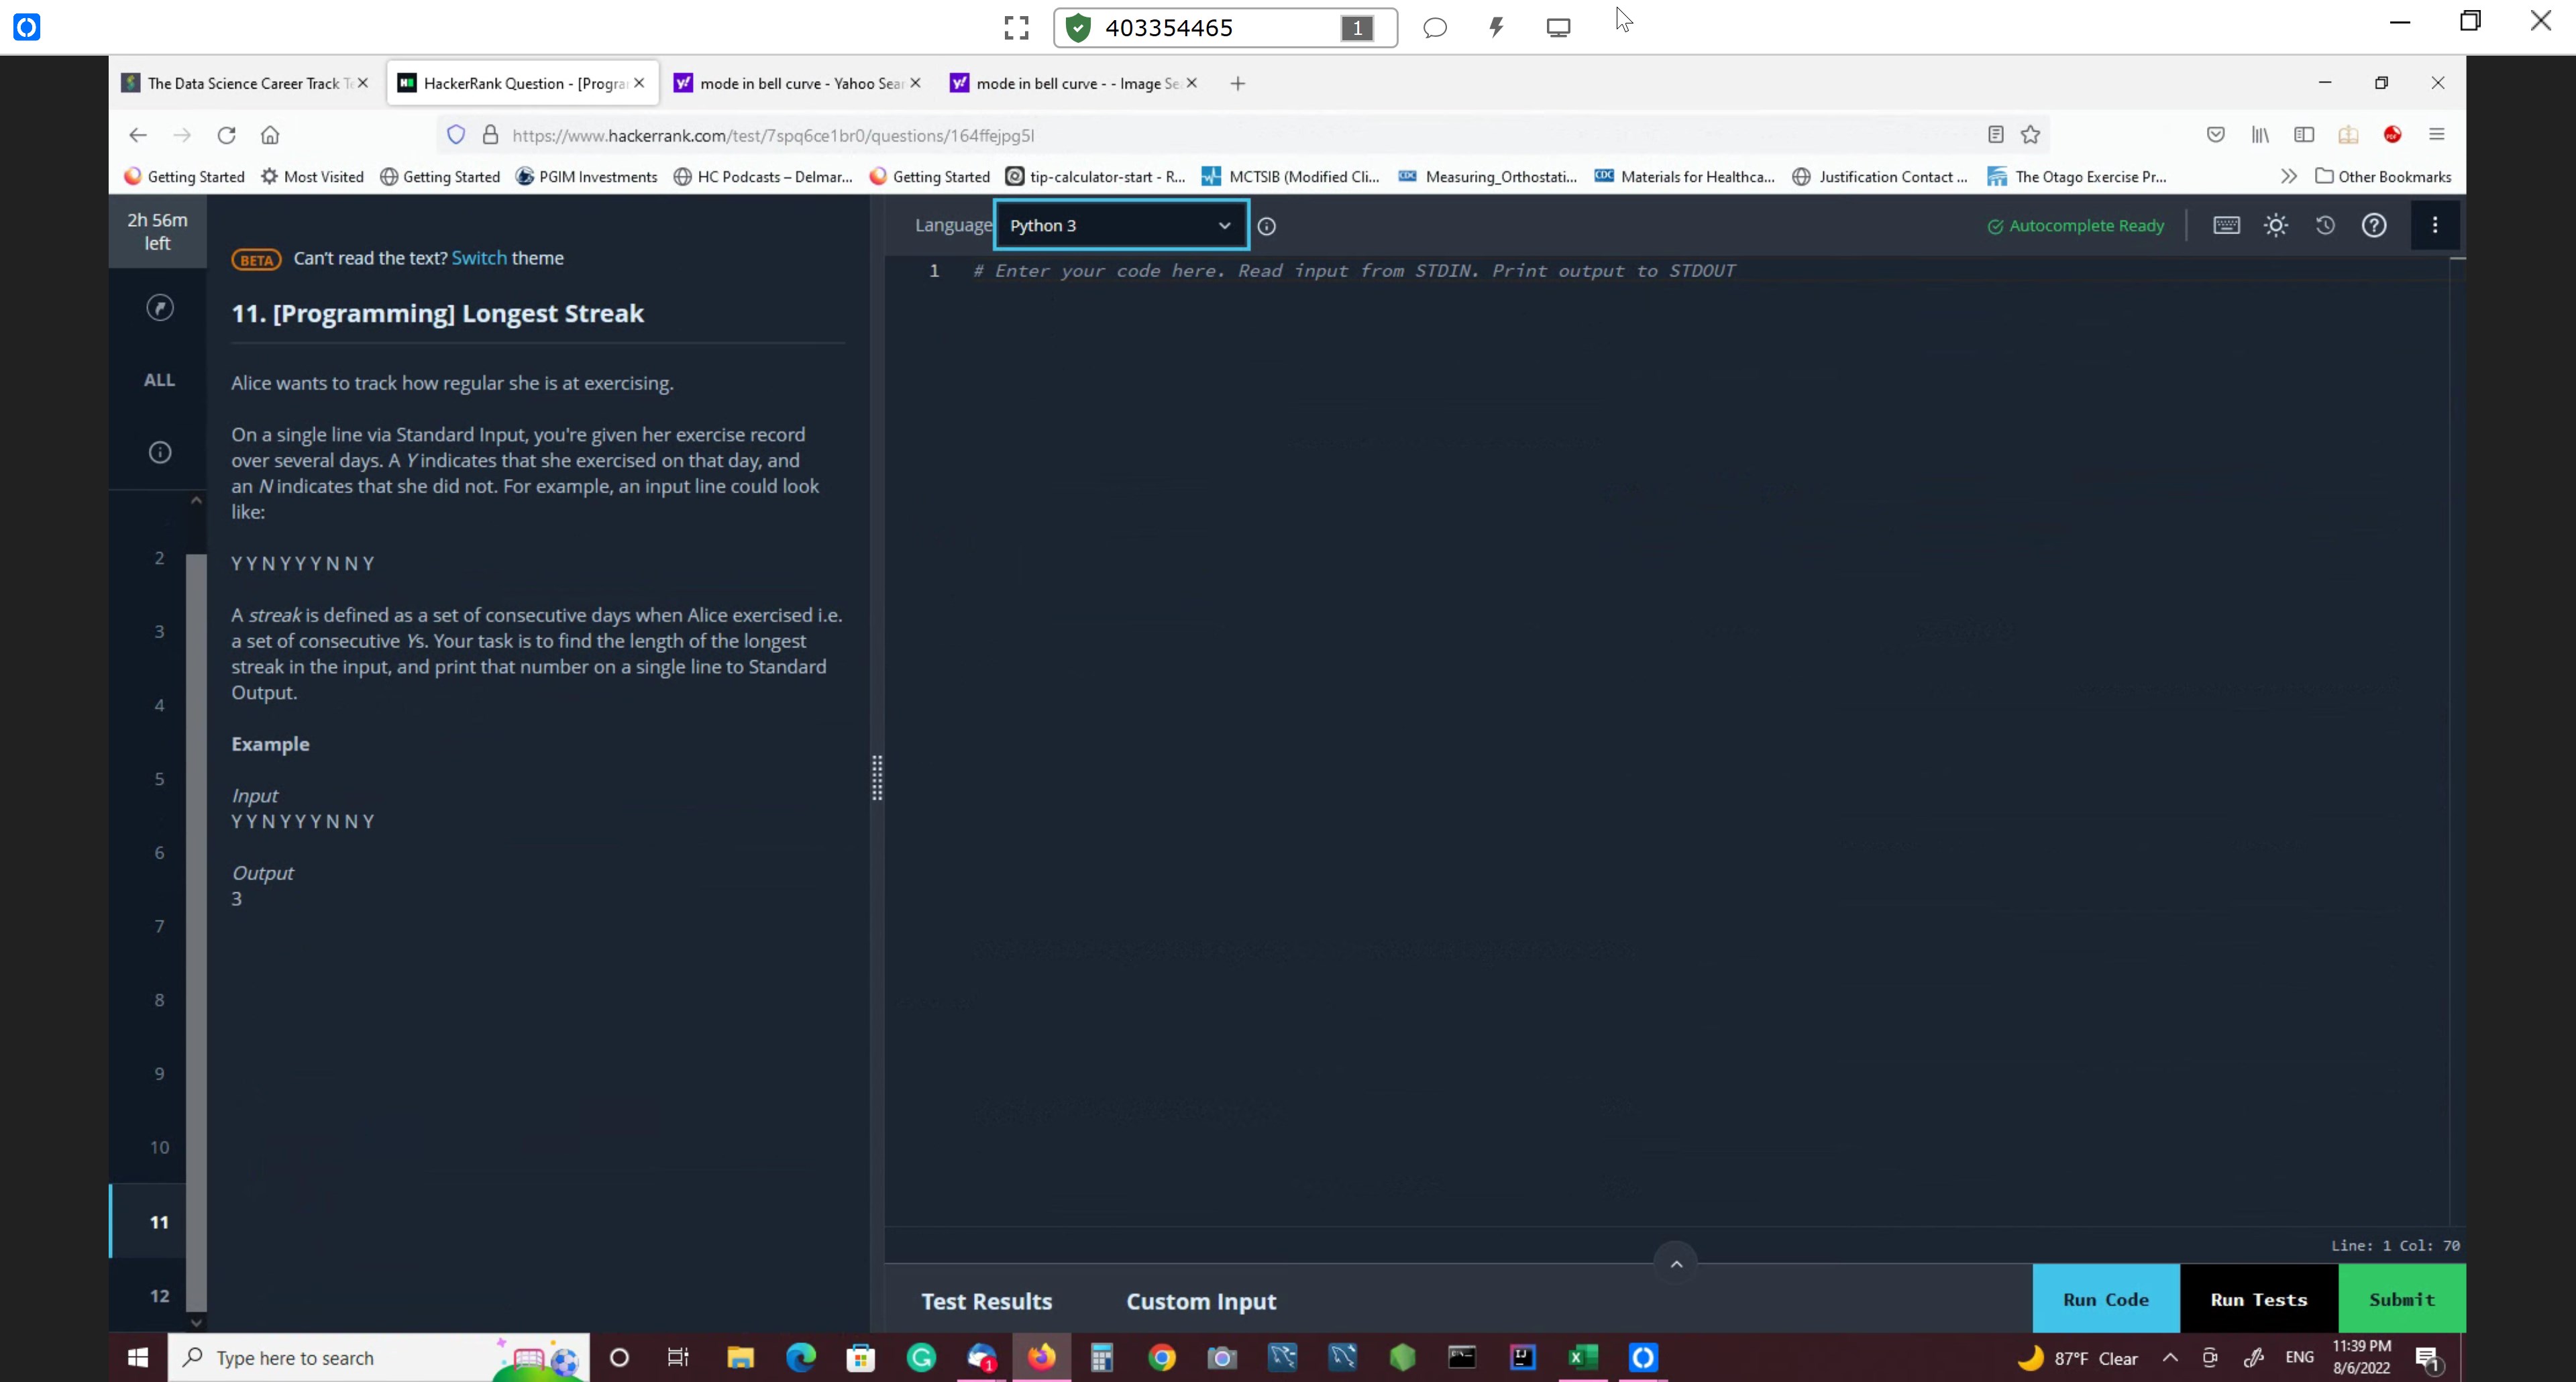 403354465 1
The Data Science Career Track Te
HackerRank Question - [Progra
mode in bell curve - Yahoo Sear
mode in bell curve - - Image Se
https://www.hackerrank.com/test/7spq6ce1br0/questions/164ffejpg5l
Getting Started
Most Visited
Getting Started
PGIM Investments
HC Podcasts – Delmar...
Getting Started
tip-calculator-start - R...
MCTSIB (Modified Cli...
Measuring_Orthostati...
Materials for Healthca...
Justification Contact ...
The Otago Exercise Pr...
Other Bookmarks
2h 56m
left
ALL
2
3
4
5
6
7
8
9
10
11
12
BETA Can't read the text? Switch theme
11. [Programming] Longest Streak
Alice wants to track how regular she is at exercising.
On a single line via Standard Input, you're given her exercise record
over several days. A Y indicates that she exercised on that day, and
an N indicates that she did not. For example, an input line could look
like:
Y Y N Y Y Y N N Y
A streak is defined as a set of consecutive days when Alice exercised i.e.
a set of consecutive Ys. Your task is to find the length of the longest
streak in the input, and print that number on a single line to Standard
Output.
Example
Input
Y Y N Y Y Y N N Y
Output
3
Language Python 3
Autocomplete Ready
1 # Enter your code here. Read input from STDIN. Print output to STDOUT
Line: 1 Col: 70
Test Results
Custom Input
Run Code
Run Tests
Submit
Type here to search
1
87°F Clear
ENG
11:39 PM
8/6/2022
1